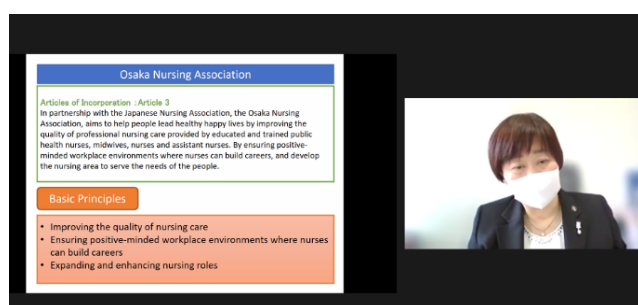 Osaka Nursing Association
Articles of Incorporation : Article 3
In partnership with the Japanese Nursing Association, the Osaka Nursing
Association, aims to help people lead healthy happy lives by improving the
quality of professional nursing care provided by educated and trained public
health nurses, midwives, nurses and assistant nurses. By ensuring positive-
minded workplace environments where nurses can build careers, and develop
the nursing area to serve the needs of the people.
Basic Principles
• Improving the quality of nursing care
• Ensuring positive-minded workplace environments where nurses
can build careers
• Expanding and enhancing nursing roles